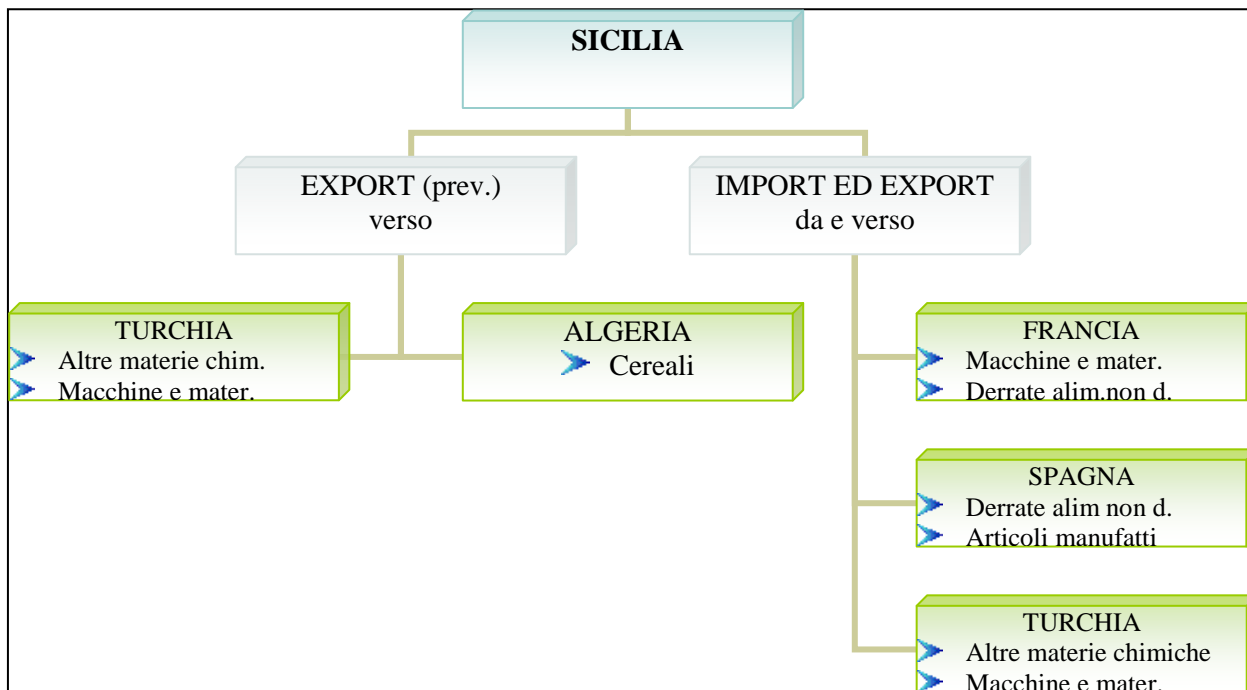 SICILIA
EXPORT (prev.)
verso
IMPORT ED EXPORT
da e verso
TURCHIA
Altre materie chim.
Macchine e mater.
ALGERIA
Cereali
FRANCIA
Macchine e mater.
Derrate alim.non d.
SPAGNA
Derrate alim non d.
Articoli manufatti
TURCHIA
Altre materie chimiche
Macchine e mater.